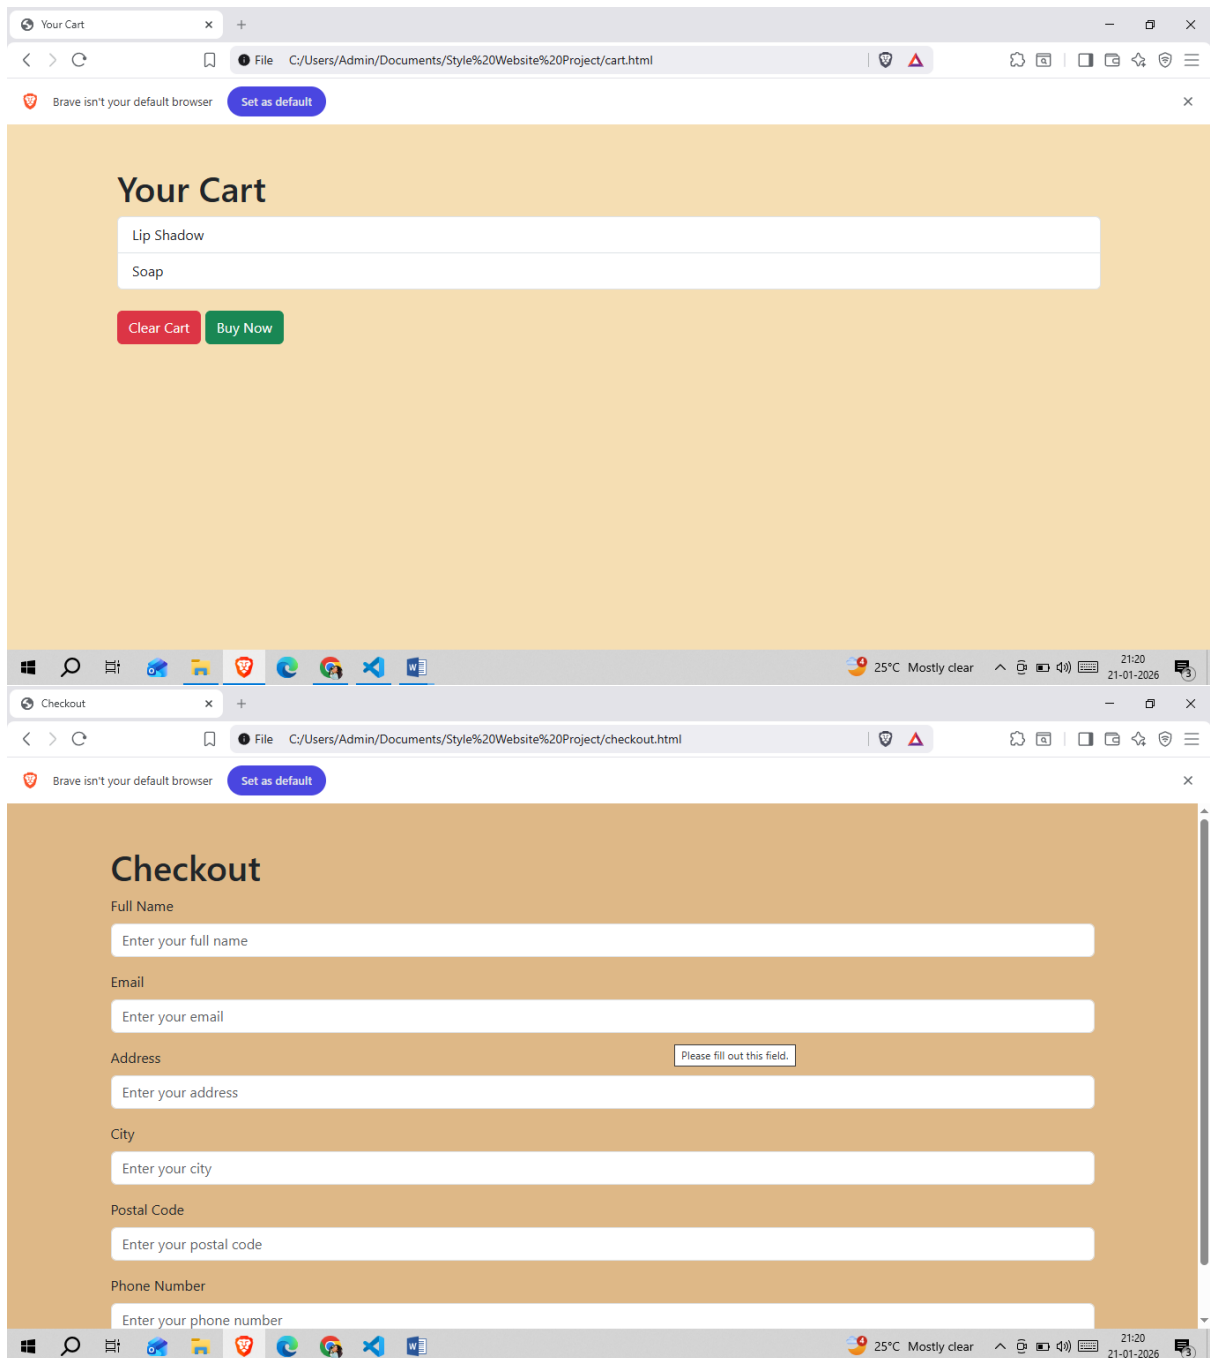 Your Cart
File C:/Users/Admin/Documents/Style%20Website%20Project/cart.html
Brave isn't your default browser Set as default
Your Cart
Lip Shadow
Soap
Clear Cart Buy Now
25°C Mostly clear
21:20
21-01-2026
3
Checkout
File C:/Users/Admin/Documents/Style%20Website%20Project/checkout.html
Brave isn't your default browser Set as default
Checkout
Full Name
Enter your full name
Email
Enter your email
Please fill out this field.
Address
Enter your address
City
Enter your city
Postal Code
Enter your postal code
Phone Number
Enter your phone number
25°C Mostly clear
21:20
21-01-2026
3